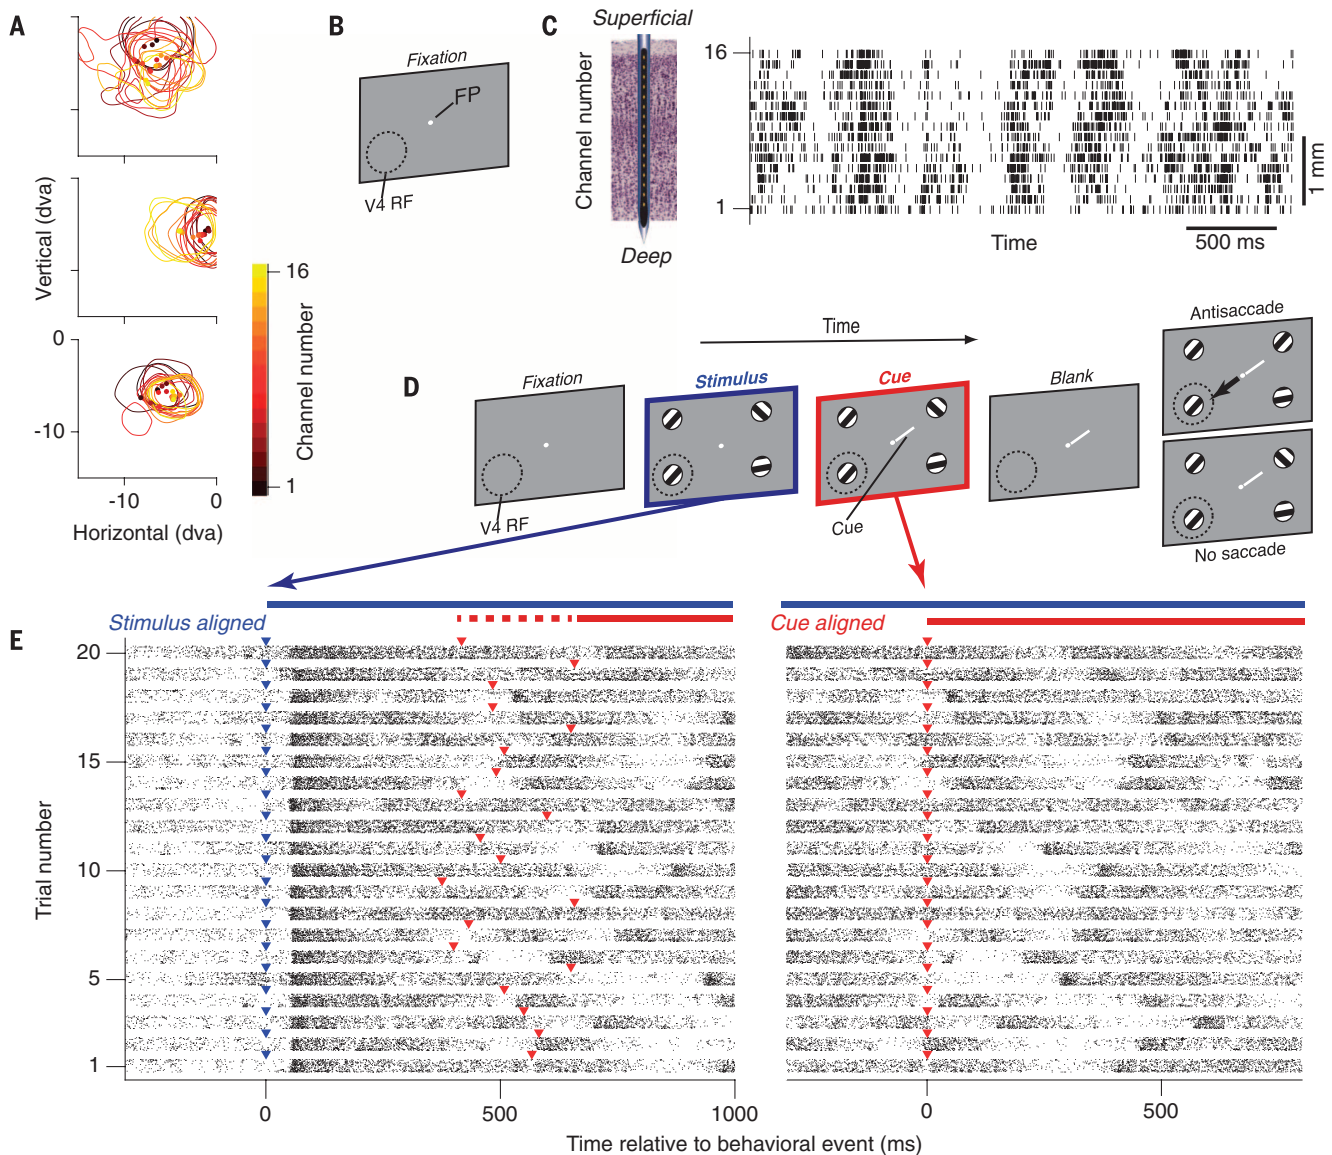 A
Vertical (dva)
0
-10
-10
0
Horizontal (dva)
16
1
Channel number
B
Fixation
FP
V4 RF
C
Superficial
Channel number
Deep
16
1
Time
500 ms
1 mm
D
Time
Fixation
V4 RF
Stimulus
Cue
Cue
Blank
Antisaccade
No saccade
E
Stimulus aligned
Cue aligned
Trial number
20
15
10
5
1
0
500
1000
0
500
Time relative to behavioral event (ms)